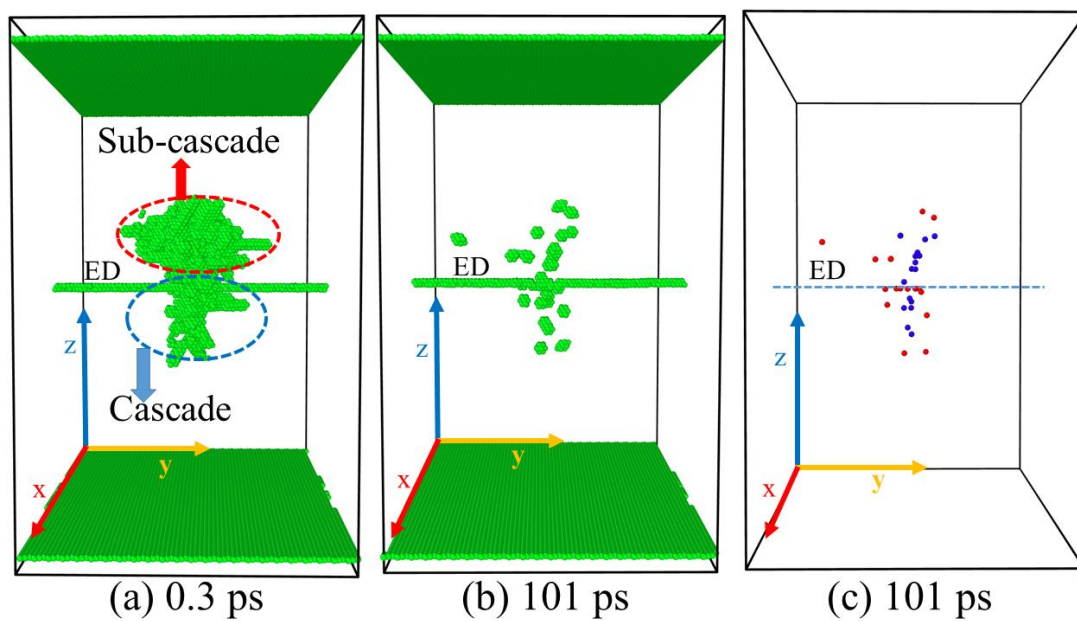 Sub-cascade
ED
z
Cascade
y
x
(a) 0.3 ps
ED
z
y
x
(b) 101 ps
ED
z
y
x
(c) 101 ps